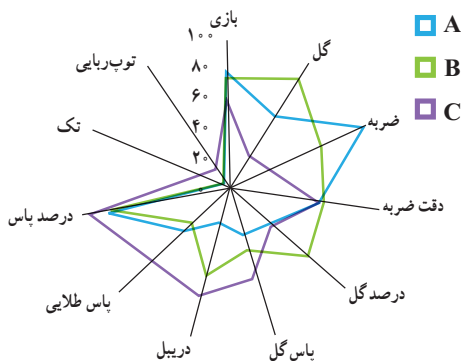 بازی
گل
ضربه
دقت ضربه
درصد گل
پاس گل
دریبل
پاس طلایی
درصد پاس
تک
توپ‌ربایی
۱۰۰
۸۰
۶۰
۴۰
۲۰
۰
A
B
C